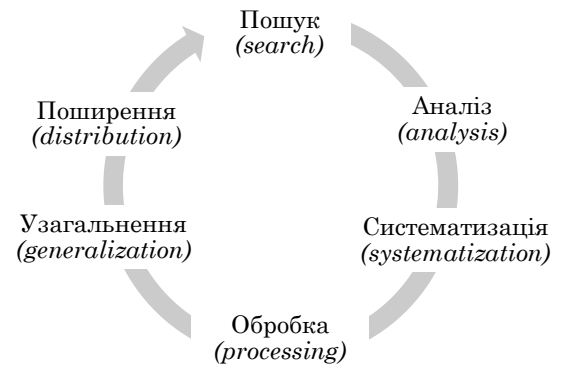 Пошук
(search)
Аналіз
(analysis)
Систематизація
(systematization)
Обробка
(processing)
Узагальнення
(generalization)
Поширення
(distribution)